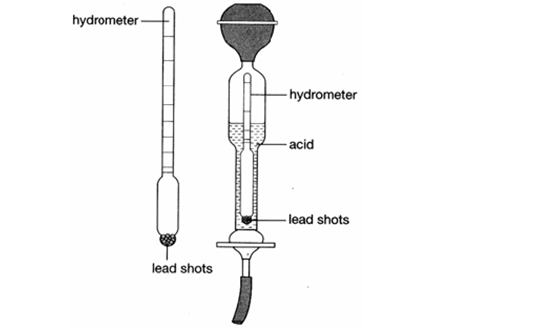 hydrometer
hydrometer
acid
lead shots
lead shots